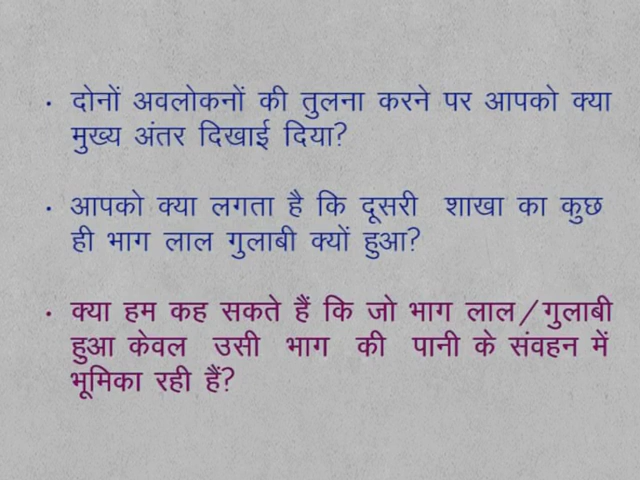 • दोनों अवलोकनों की तुलना करने पर आपको क्या
मुख्य अंतर दिखाई दिया?
• आपको क्या लगता है कि दूसरी शाखा का कुछ
ही भाग लाल गुलाबी क्यों हुआ?
• क्या हम कह सकते हैं कि जो भाग लाल/गुलाबी
हुआ केवल उसी भाग की पानी के संवहन में
भूमिका रही हैं?